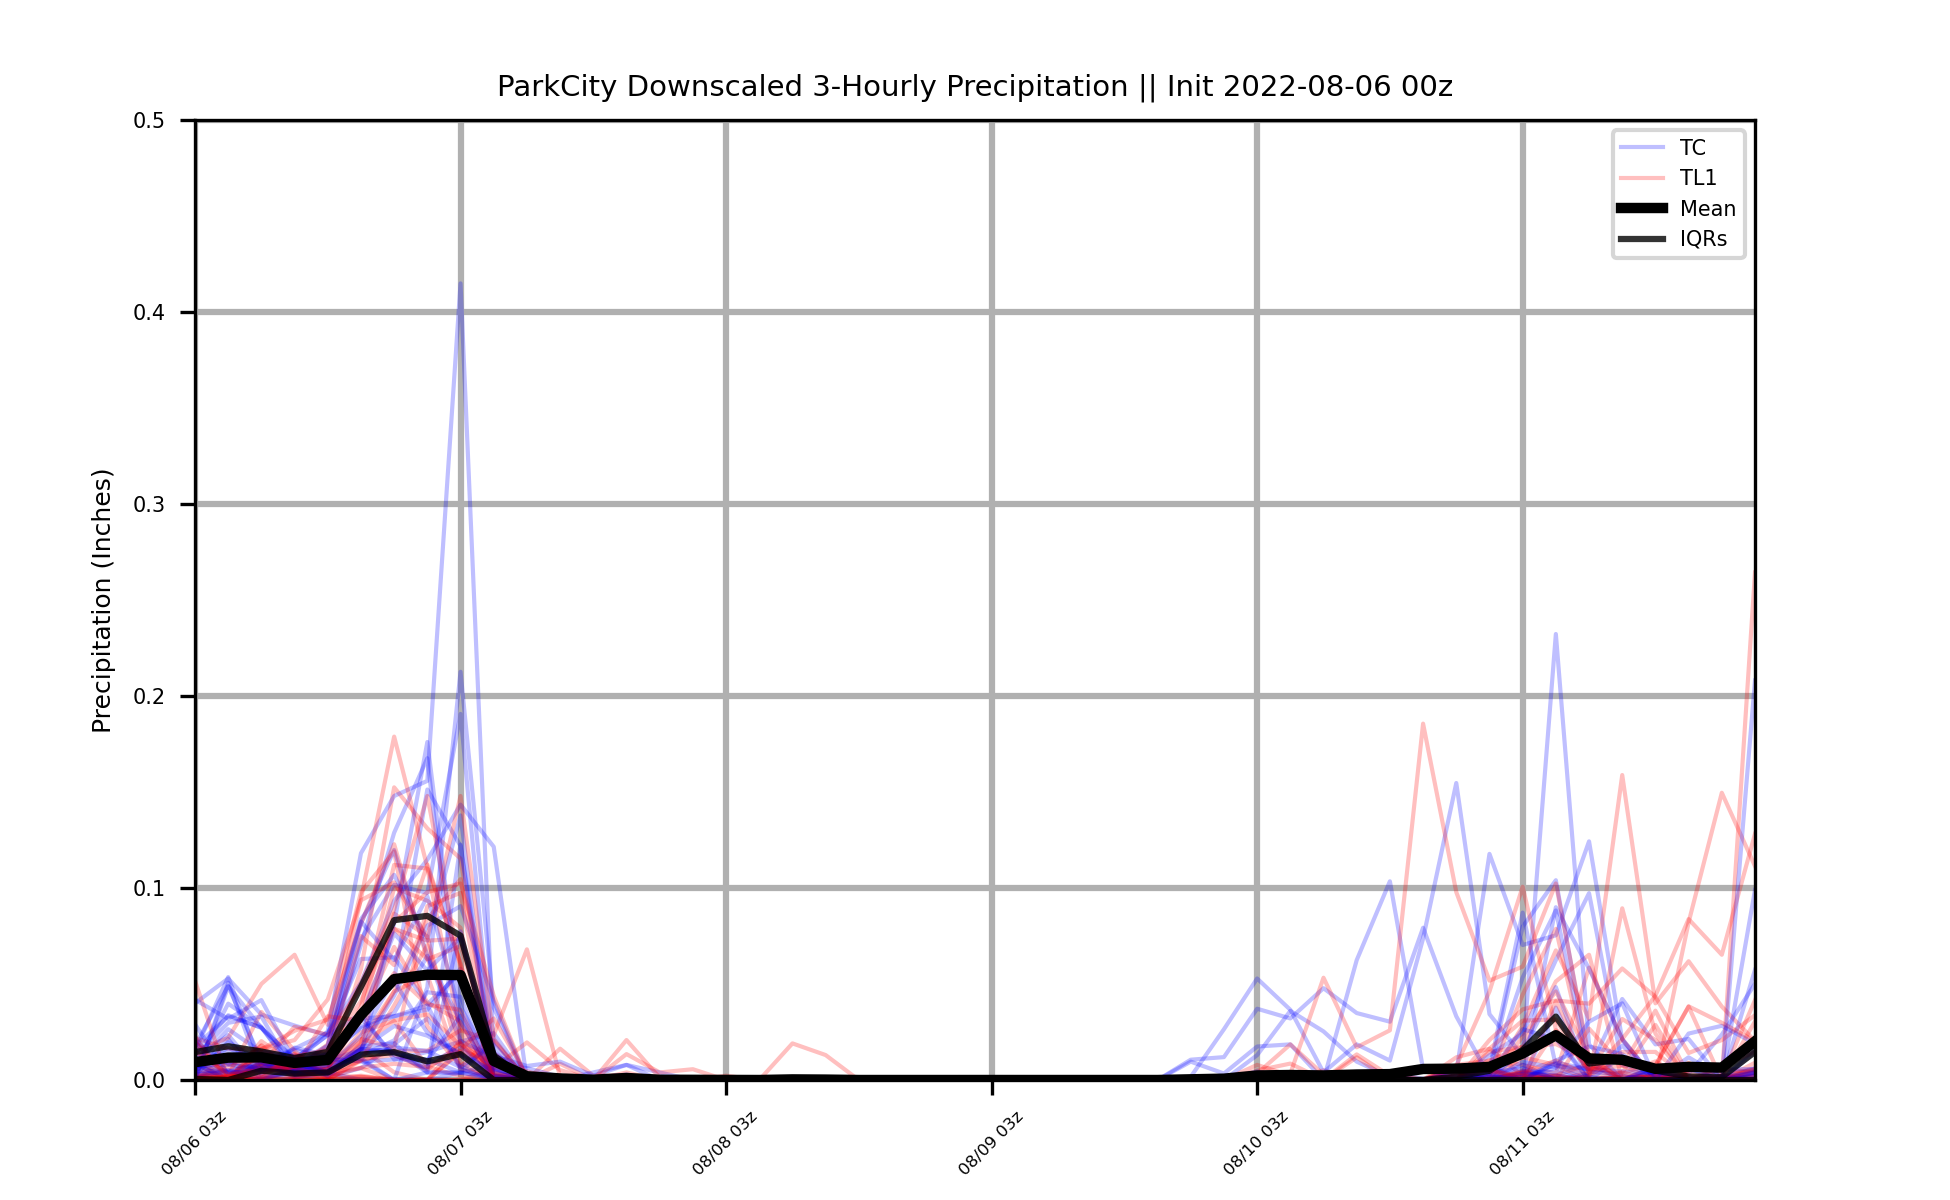 ParkCity Downscaled 3-Hourly Precipitation || Init 2022-08-06 00z
TC
TL1
Mean
IQRs
Precipitation (Inches)
0.5
0.4
0.3
0.2
0.1
0.0
08/06 03z
08/07 03z
08/08 03z
08/09 03z
08/10 03z
08/11 03z